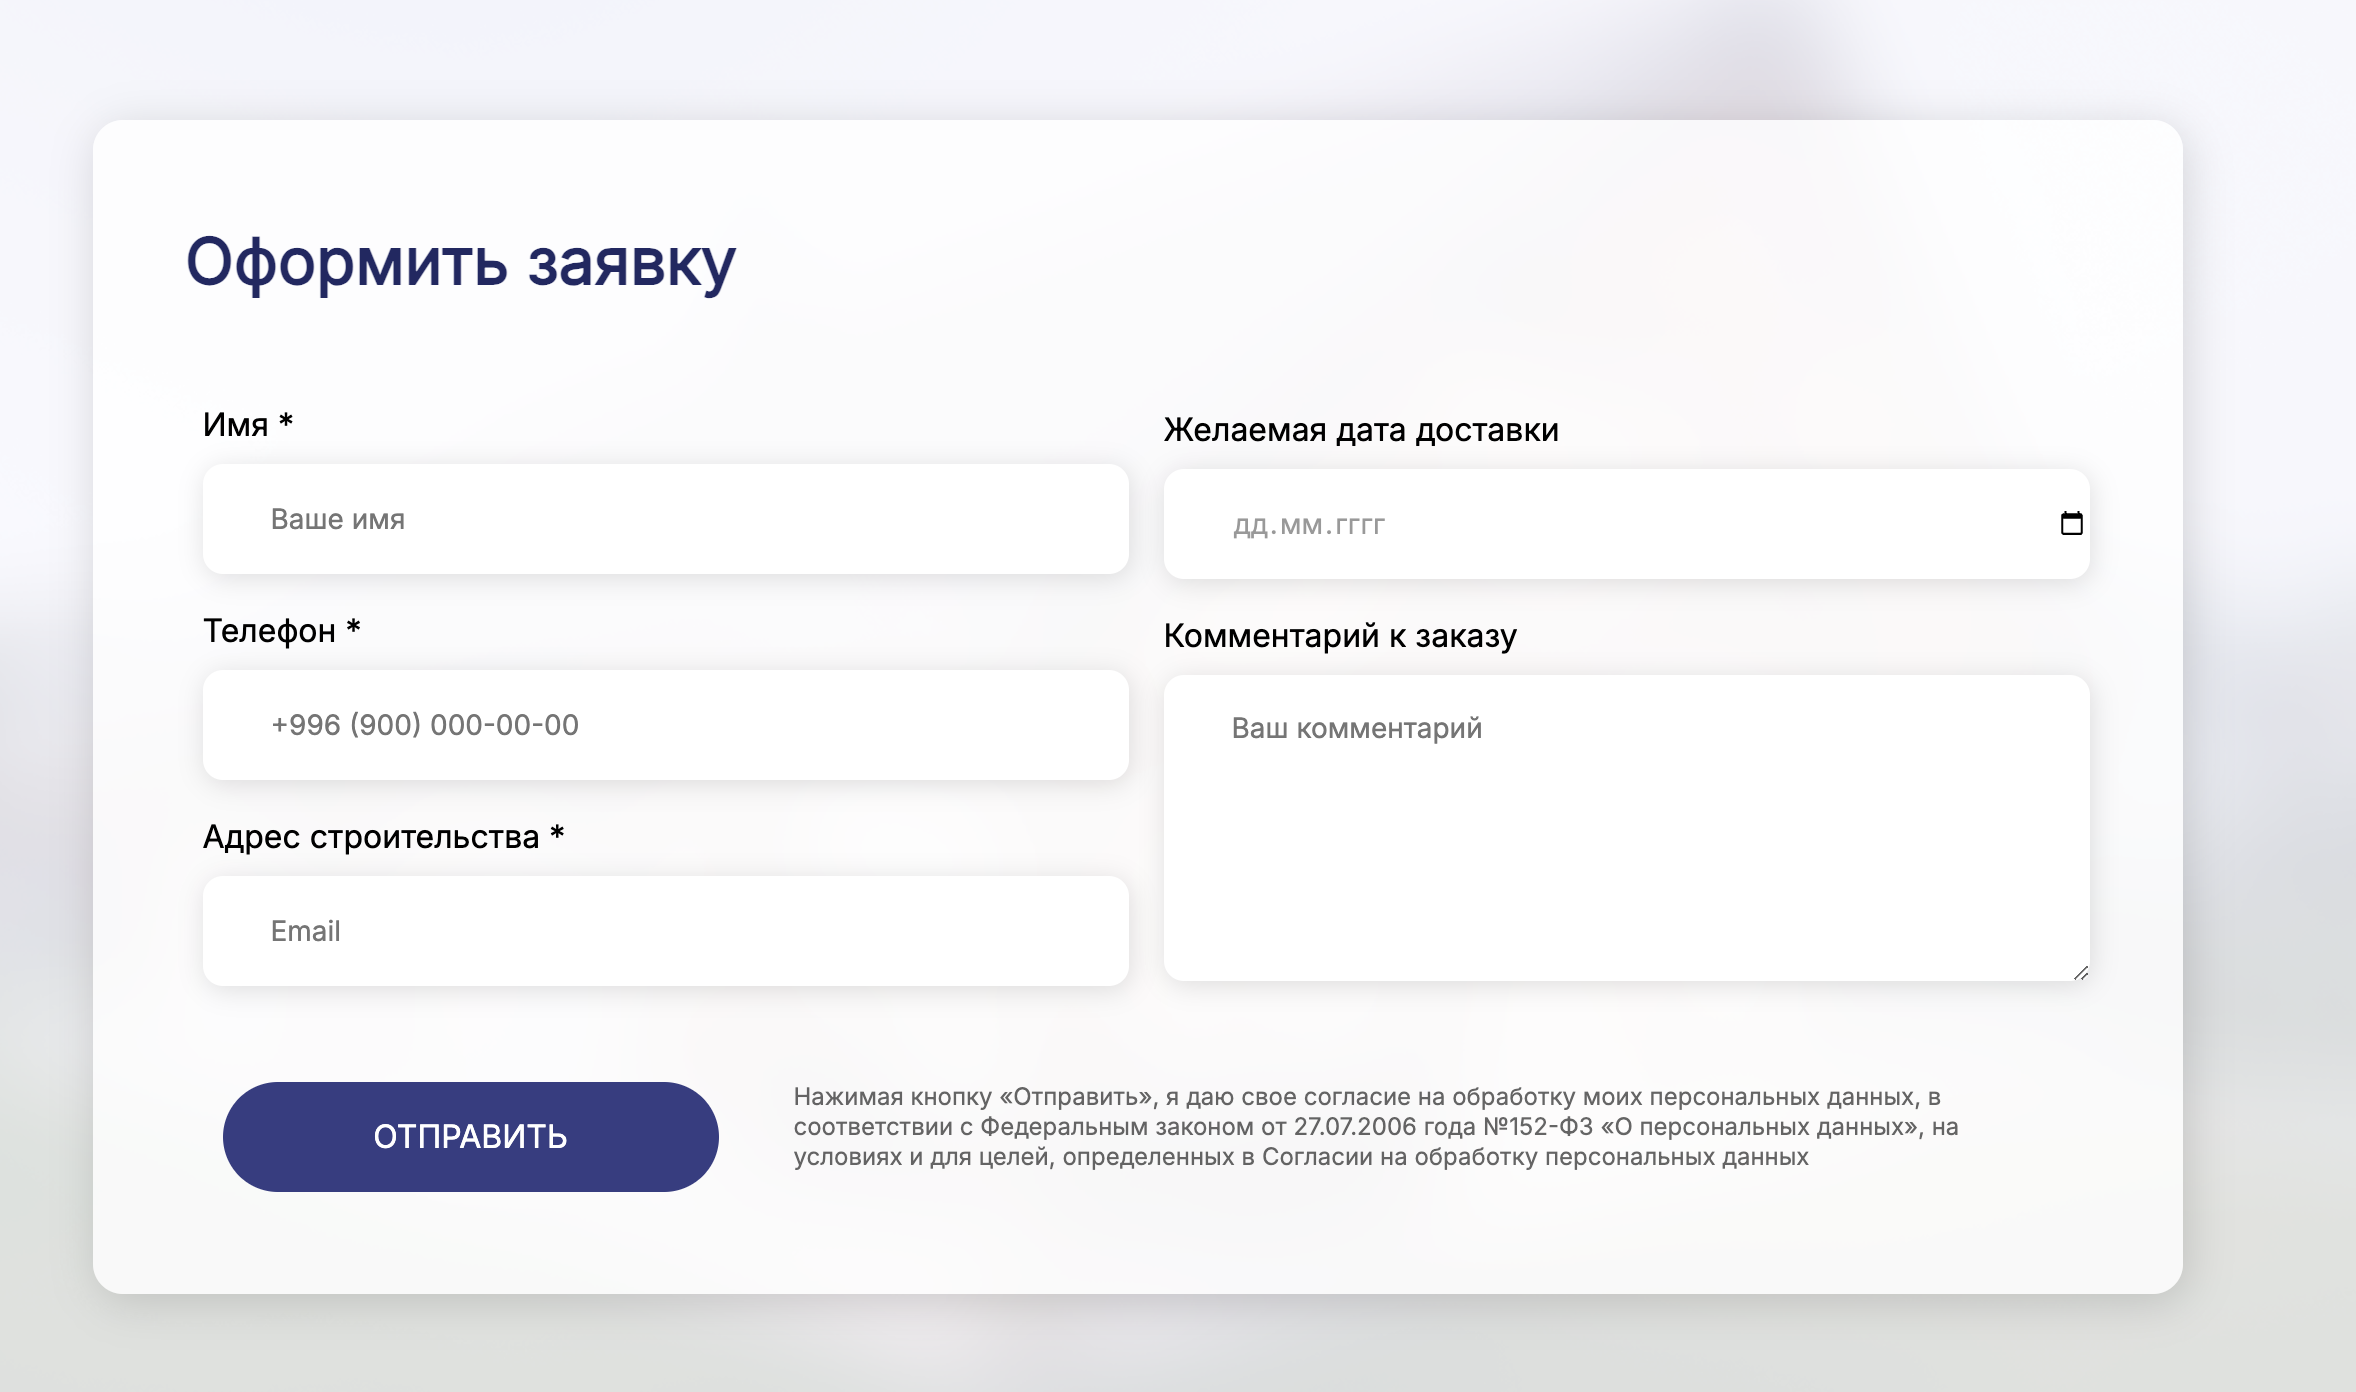 Оформить заявку
Имя *
Ваше имя
Телефон *
+996 (900) 000-00-00
Адрес строительства *
Email
Желаемая дата доставки
дд.мм.гггг
Комментарий к заказу
Ваш комментарий
ОТПРАВИТЬ
Нажимая кнопку «Отправить», я даю свое согласие на обработку моих персональных данных, в
соответствии с Федеральным законом от 27.07.2006 года №152-ФЗ «О персональных данных», на
условиях и для целей, определенных в Согласии на обработку персональных данных